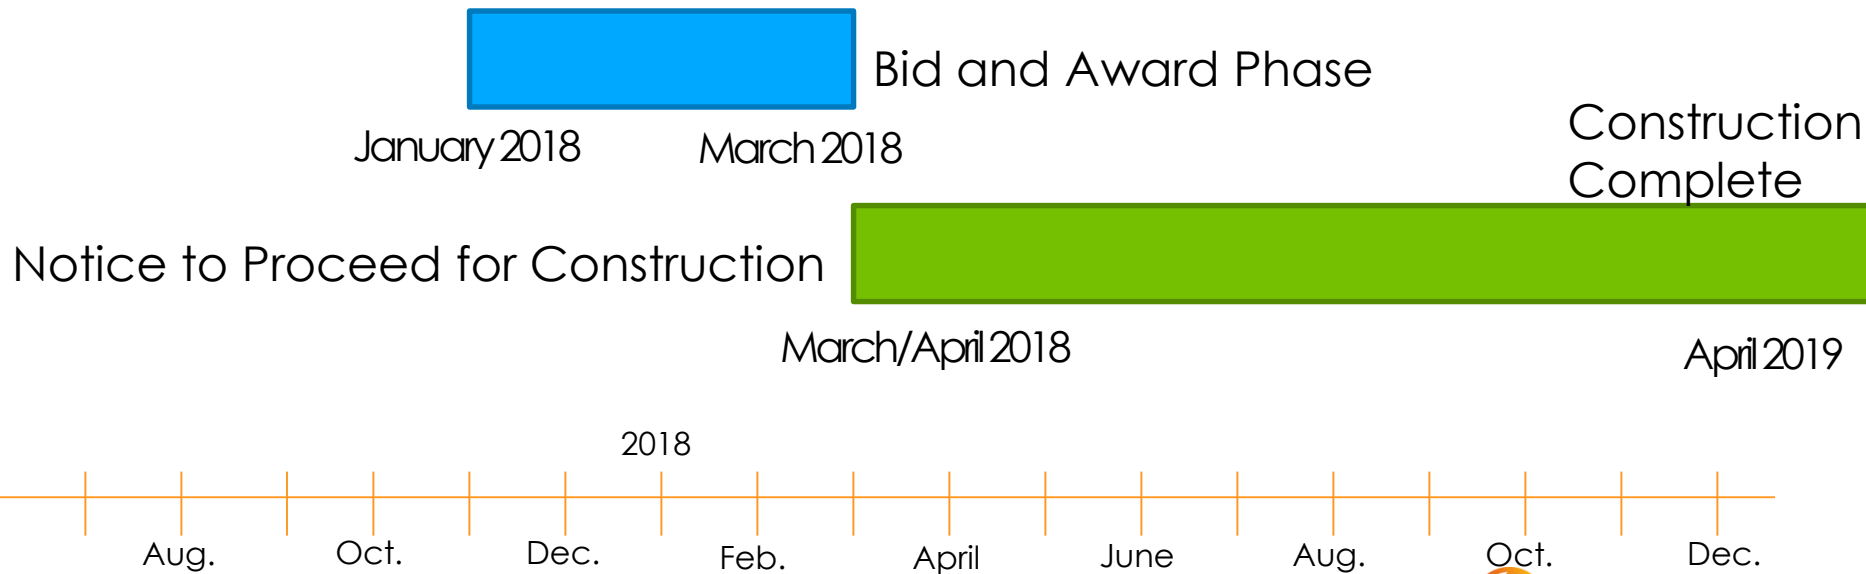 Bid and Award Phase
January 2018
March 2018
Construction
Complete
Notice to Proceed for Construction
March/April 2018
April 2019
2018
Aug.
Oct.
Dec.
Feb.
April
June
Aug.
Oct.
Dec.